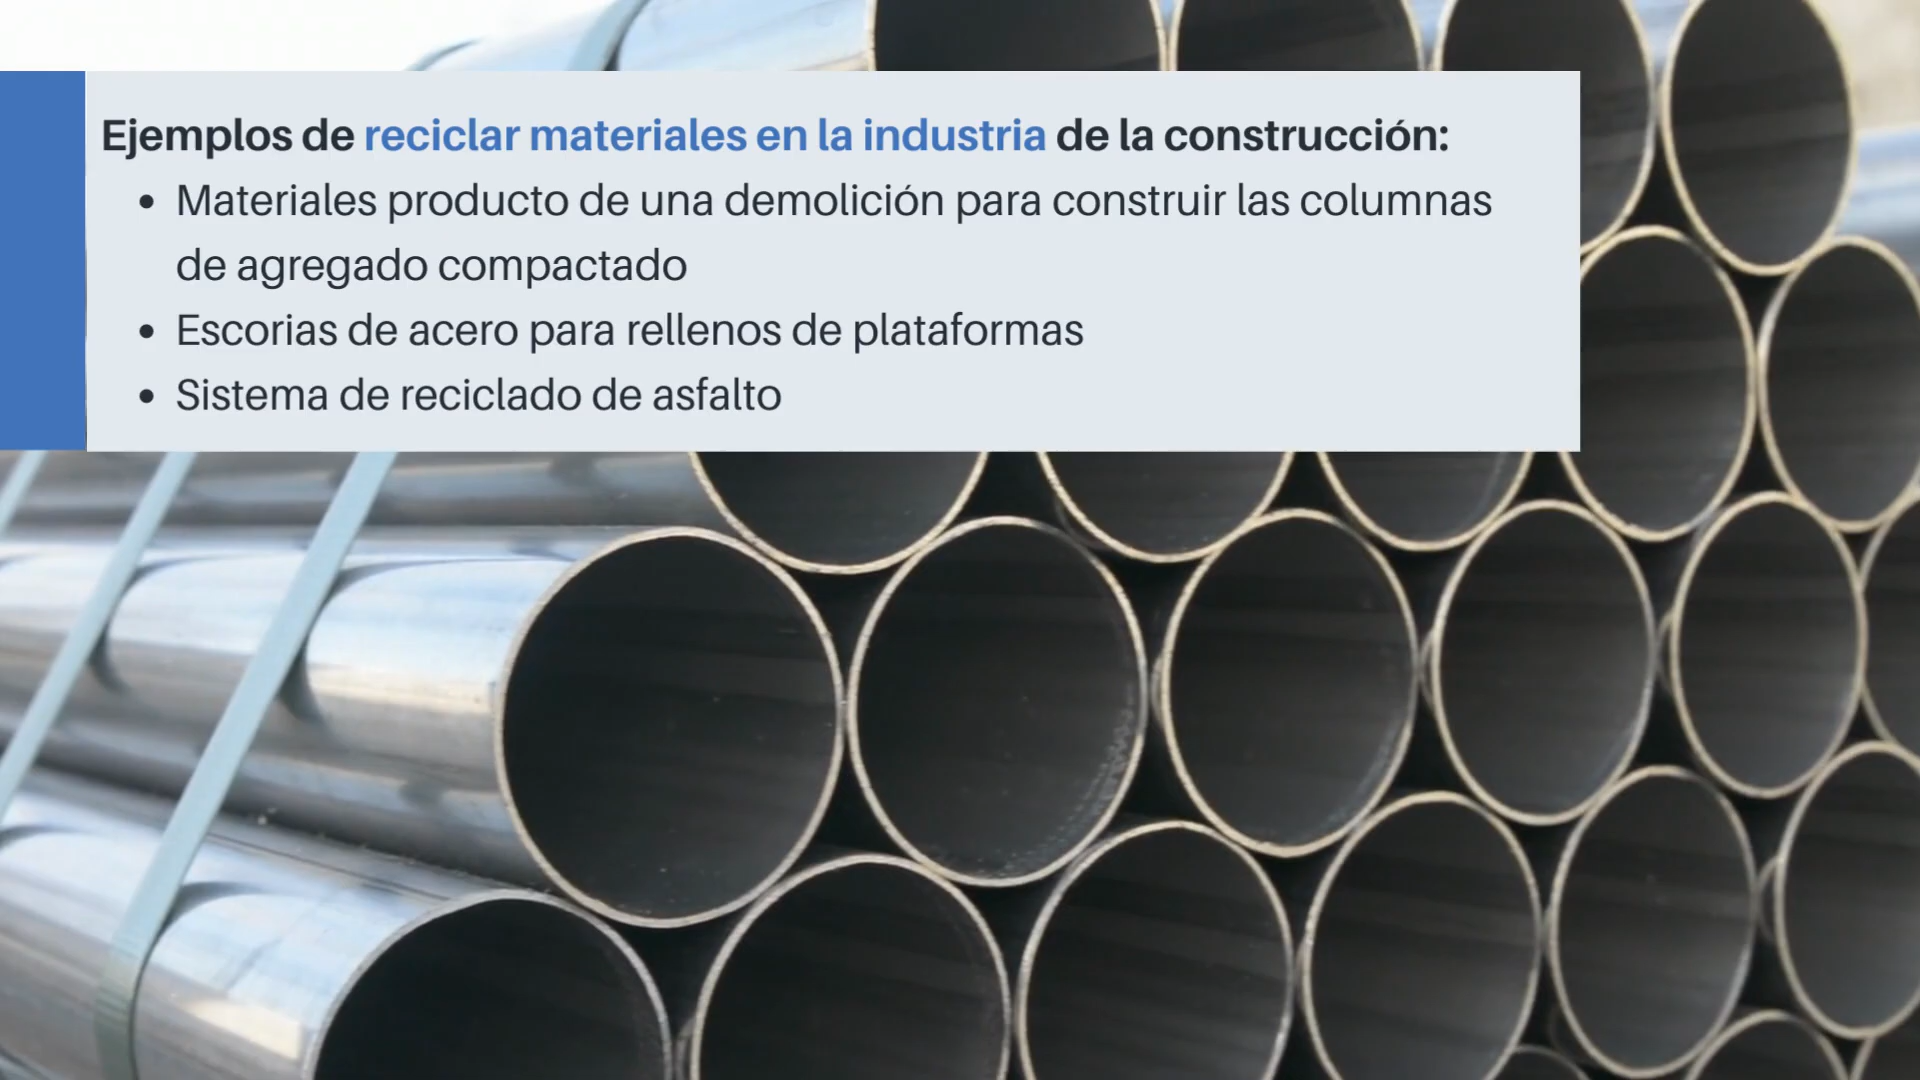 Ejemplos de reciclar materiales en la industria de la construcción:
• Materiales producto de una demolición para construir las columnas
de agregado compactado
• Escorias de acero para rellenos de plataformas
• Sistema de reciclado de asfalto